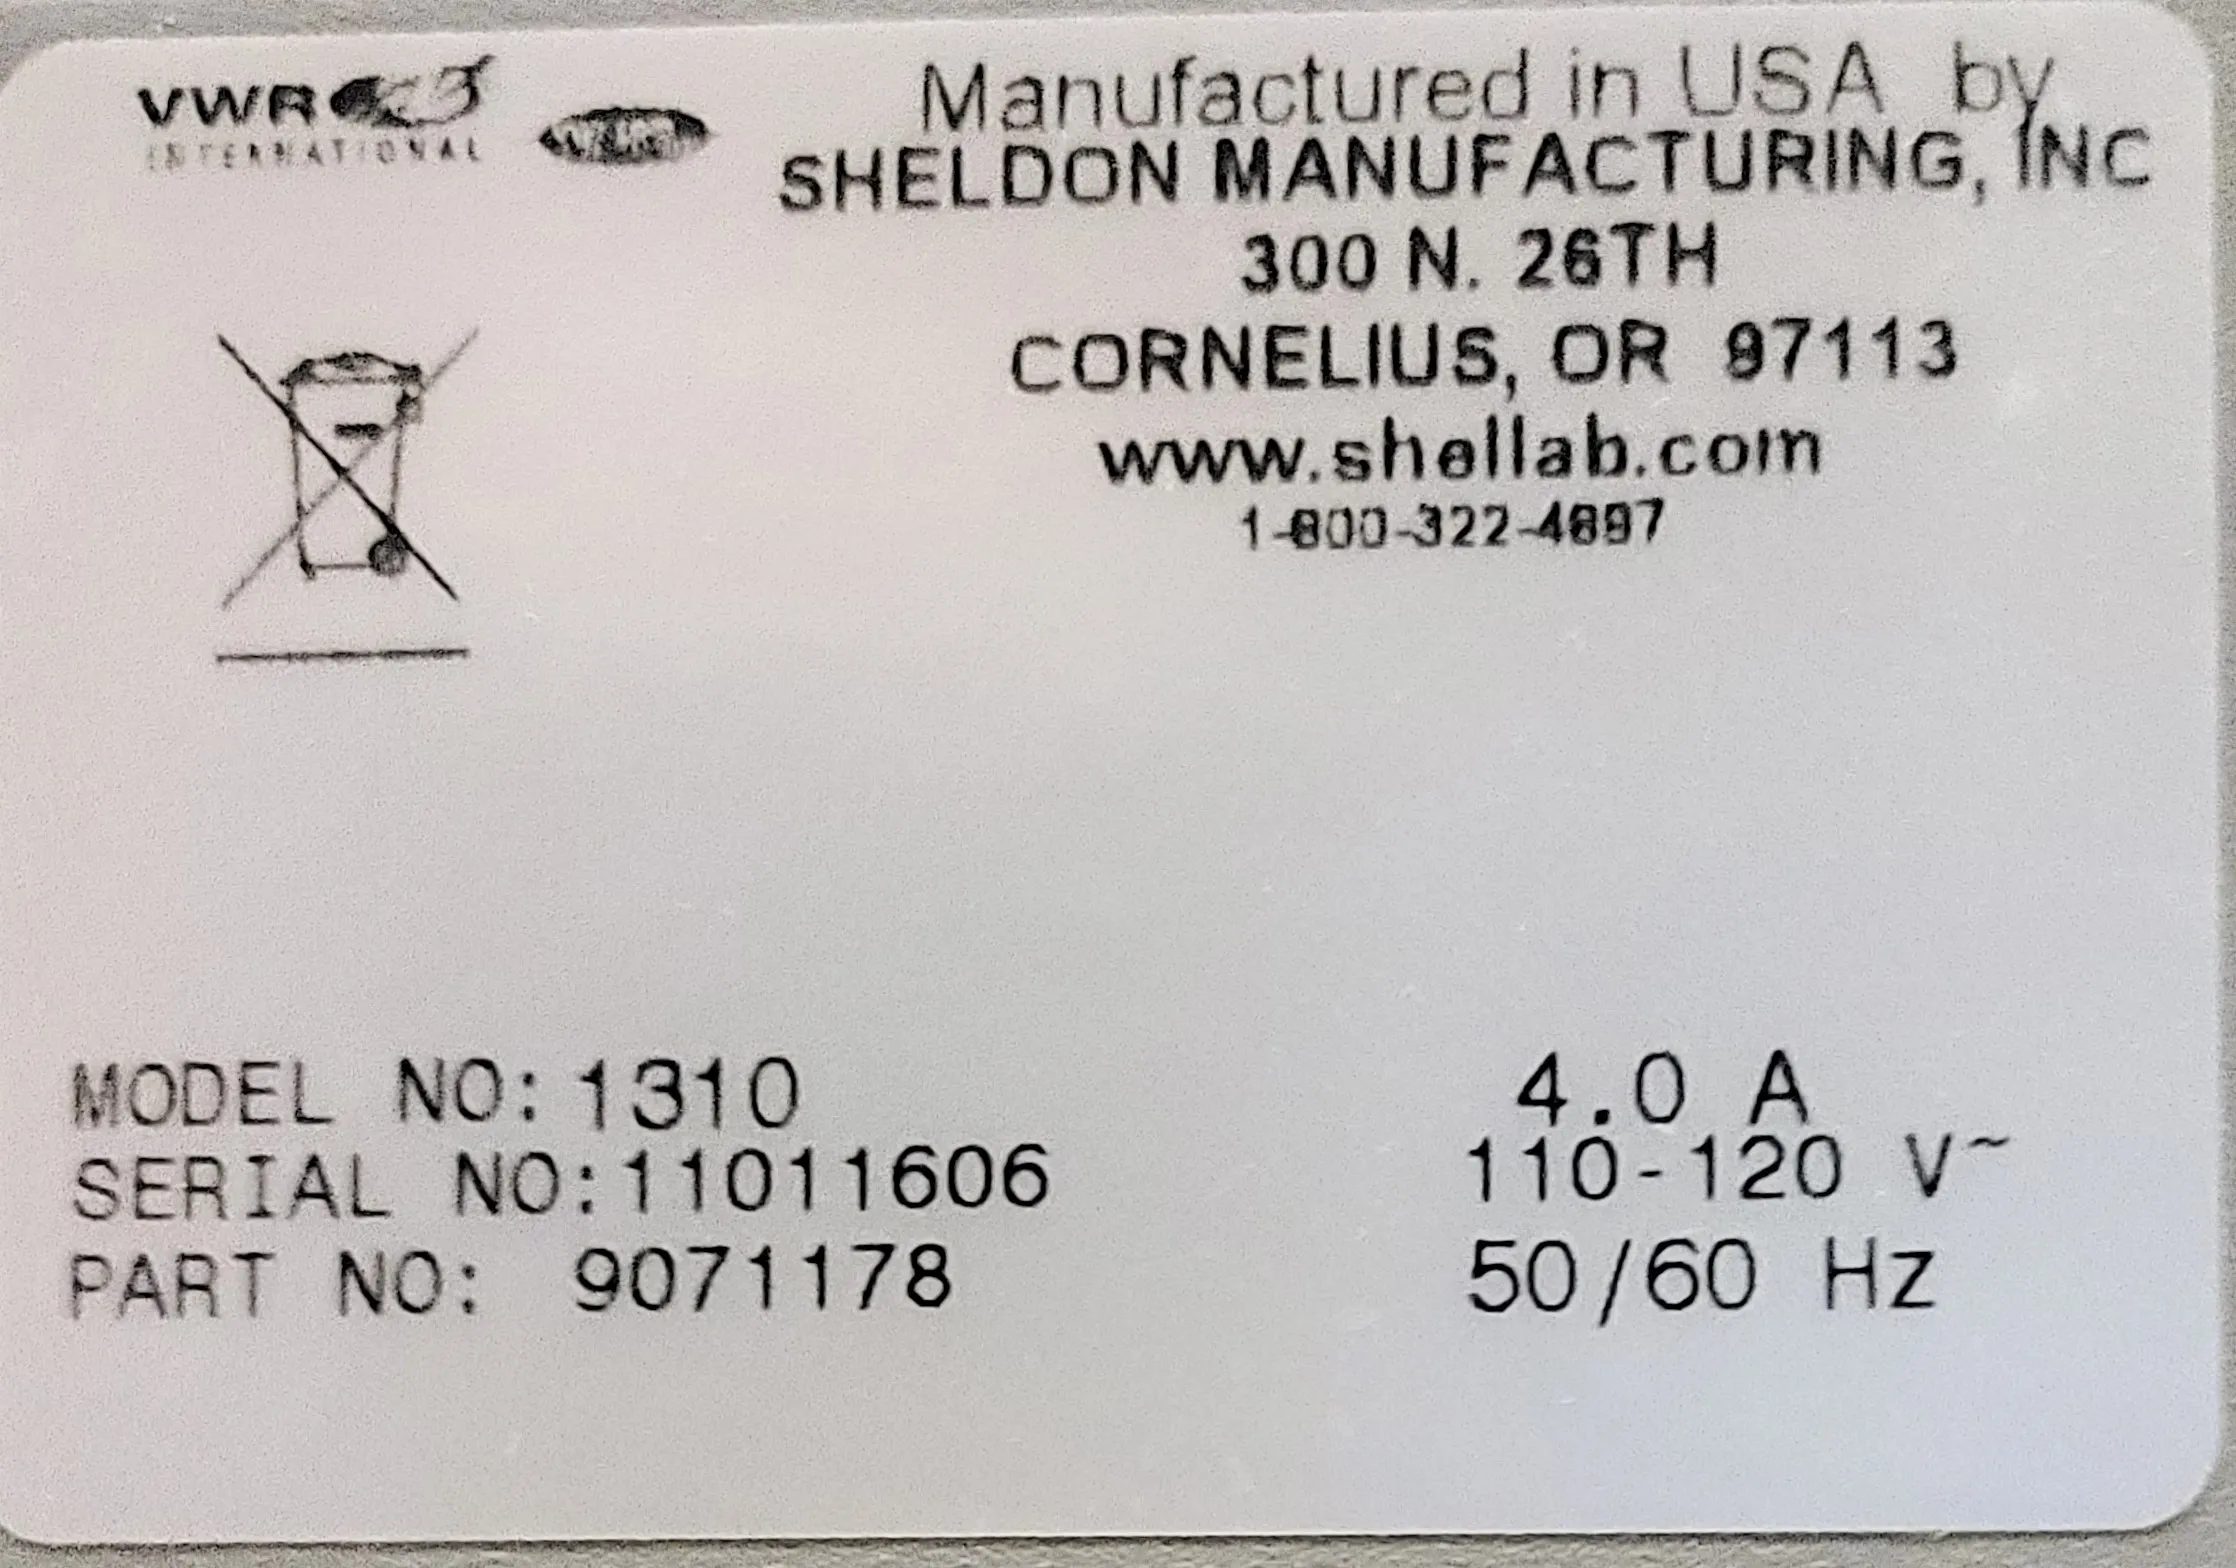 VWR
INTERNATIONAL
Manufactured in USA by
SHELDON MANUFACTURING, INC
300 N. 26TH
CORNELIUS, OR 97113
www.shellab.com
1-800-322-4897
MODEL NO: 1310
SERIAL NO: 11011606
PART NO: 9071178
4.0 A
110-120 V~
50/60 Hz